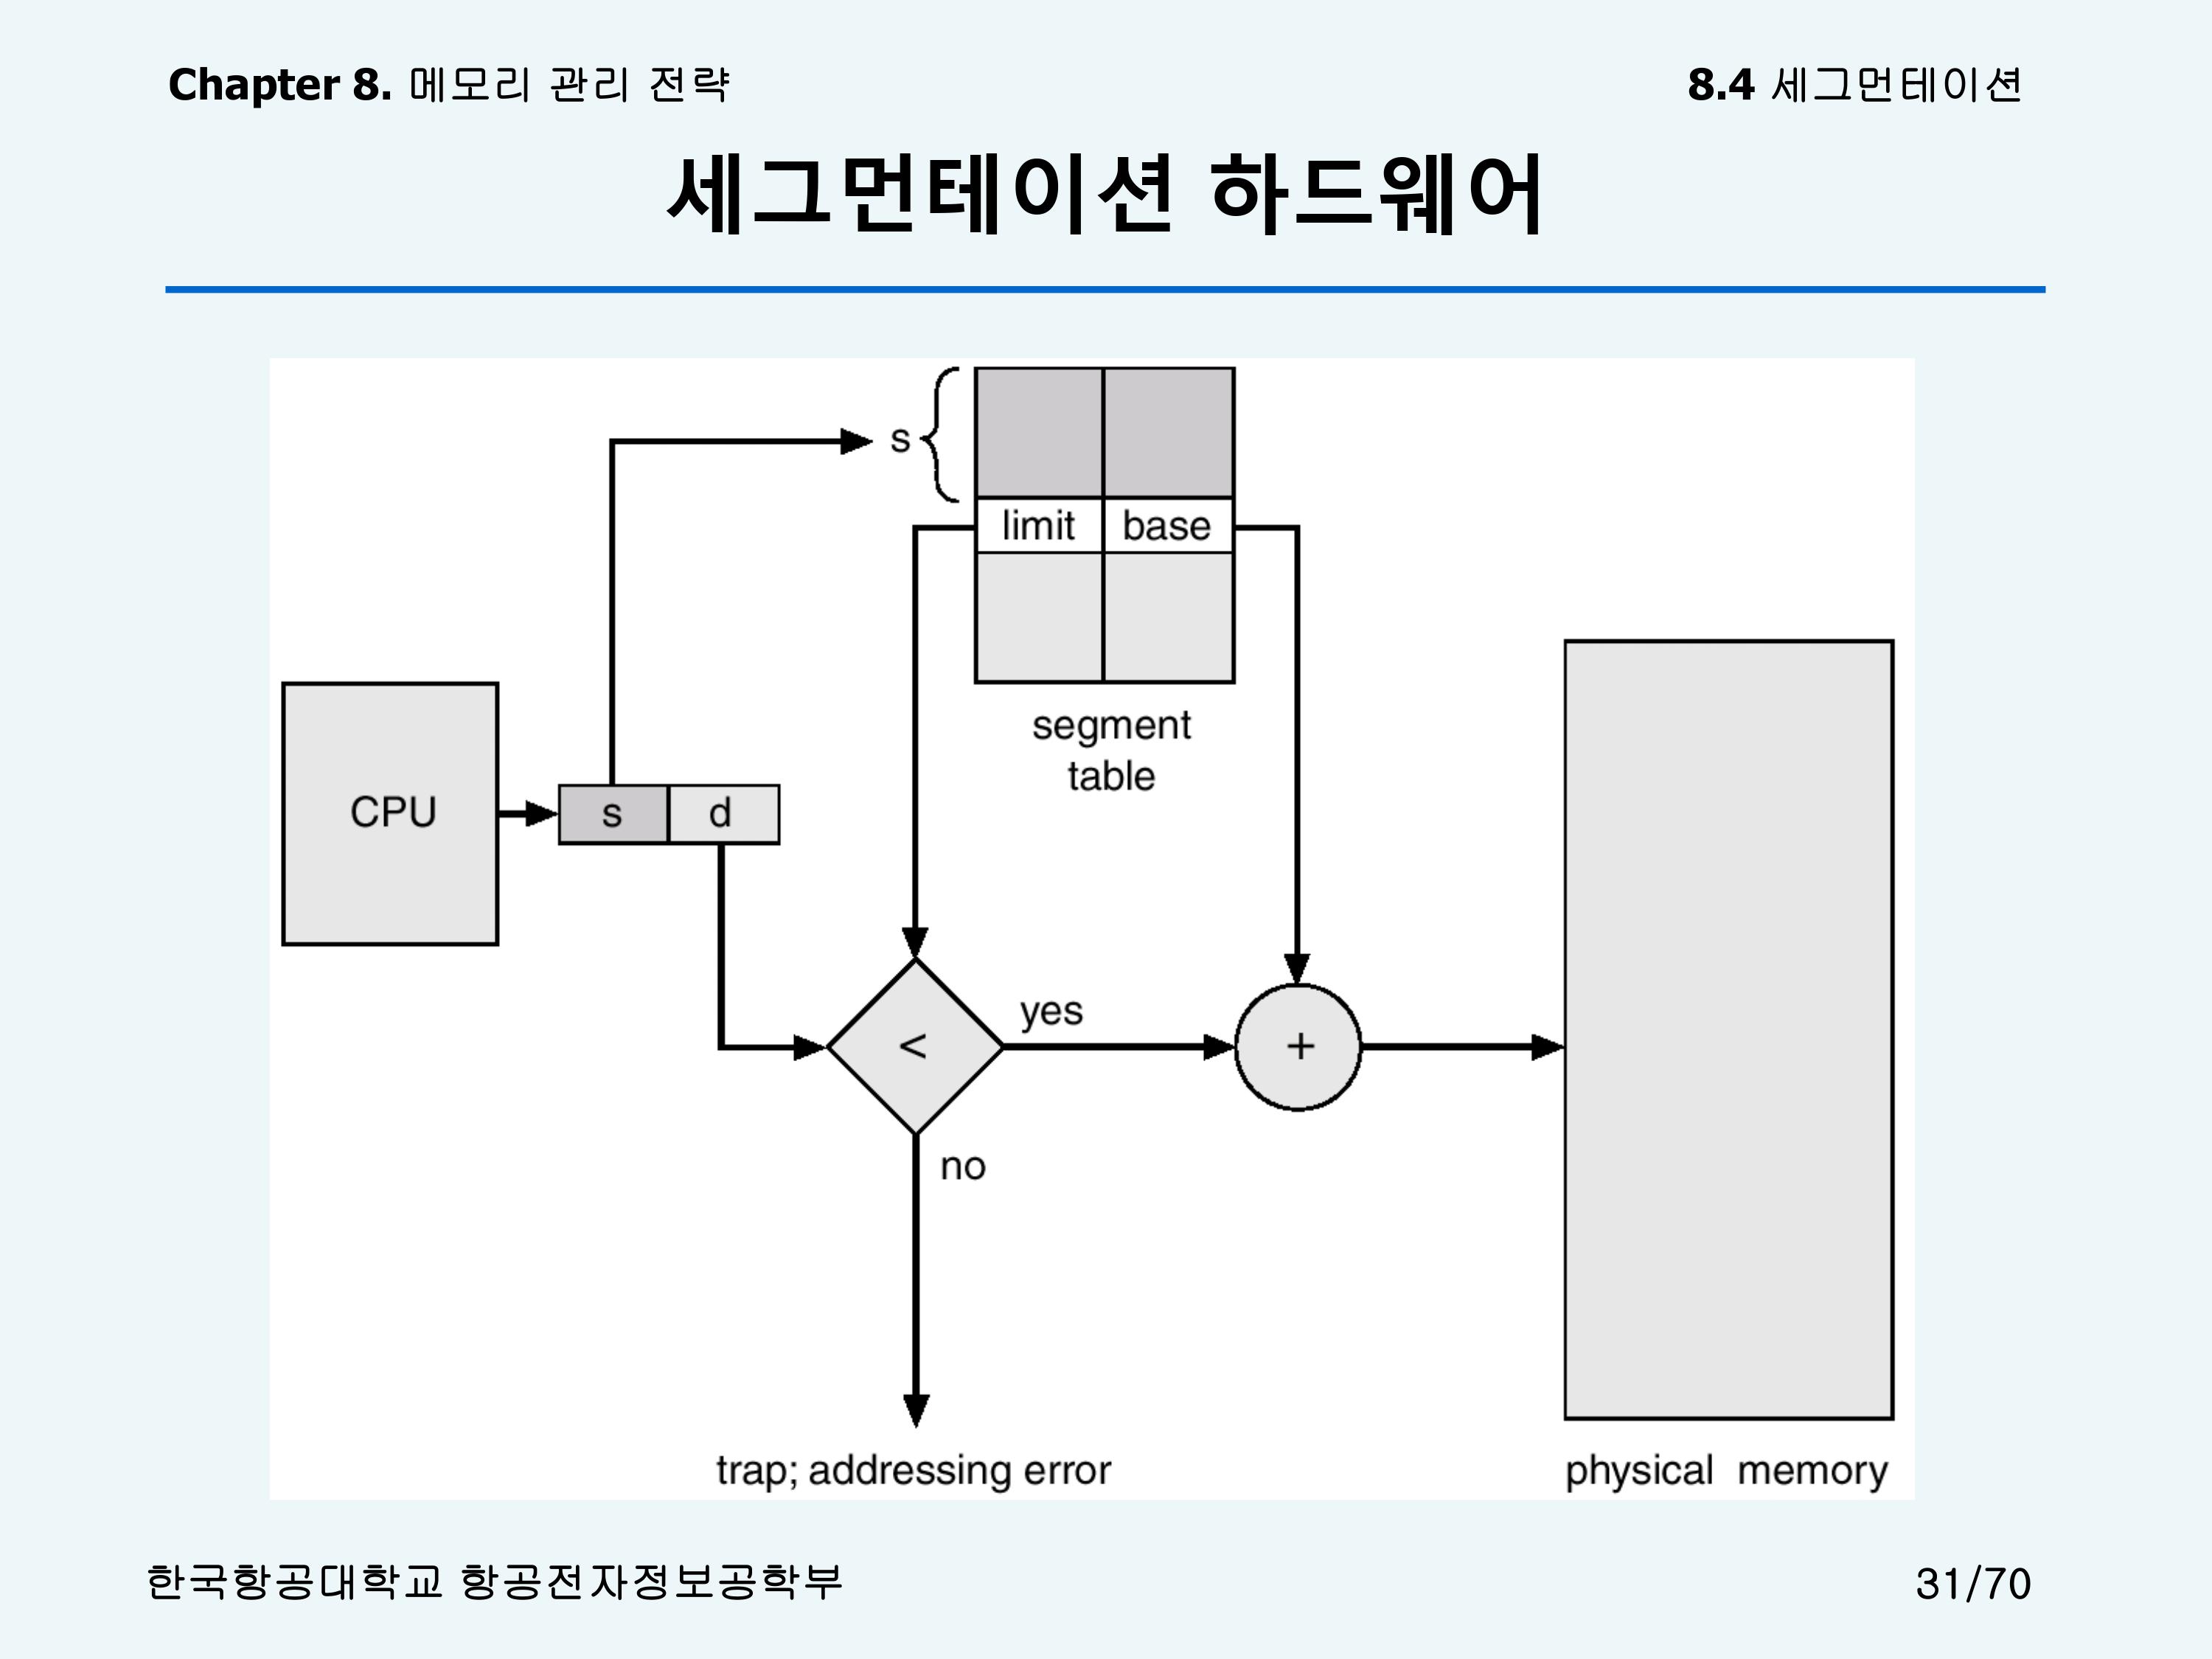 Chapter 8. 메모리 관리 전략
8.4 세그먼테이션
세그먼테이션 하드웨어
s
limit base
segment
table
CPU
s d
<
yes
+
no
trap; addressing error
physical memory
한국항공대학교 항공전자정보공학부
31/70